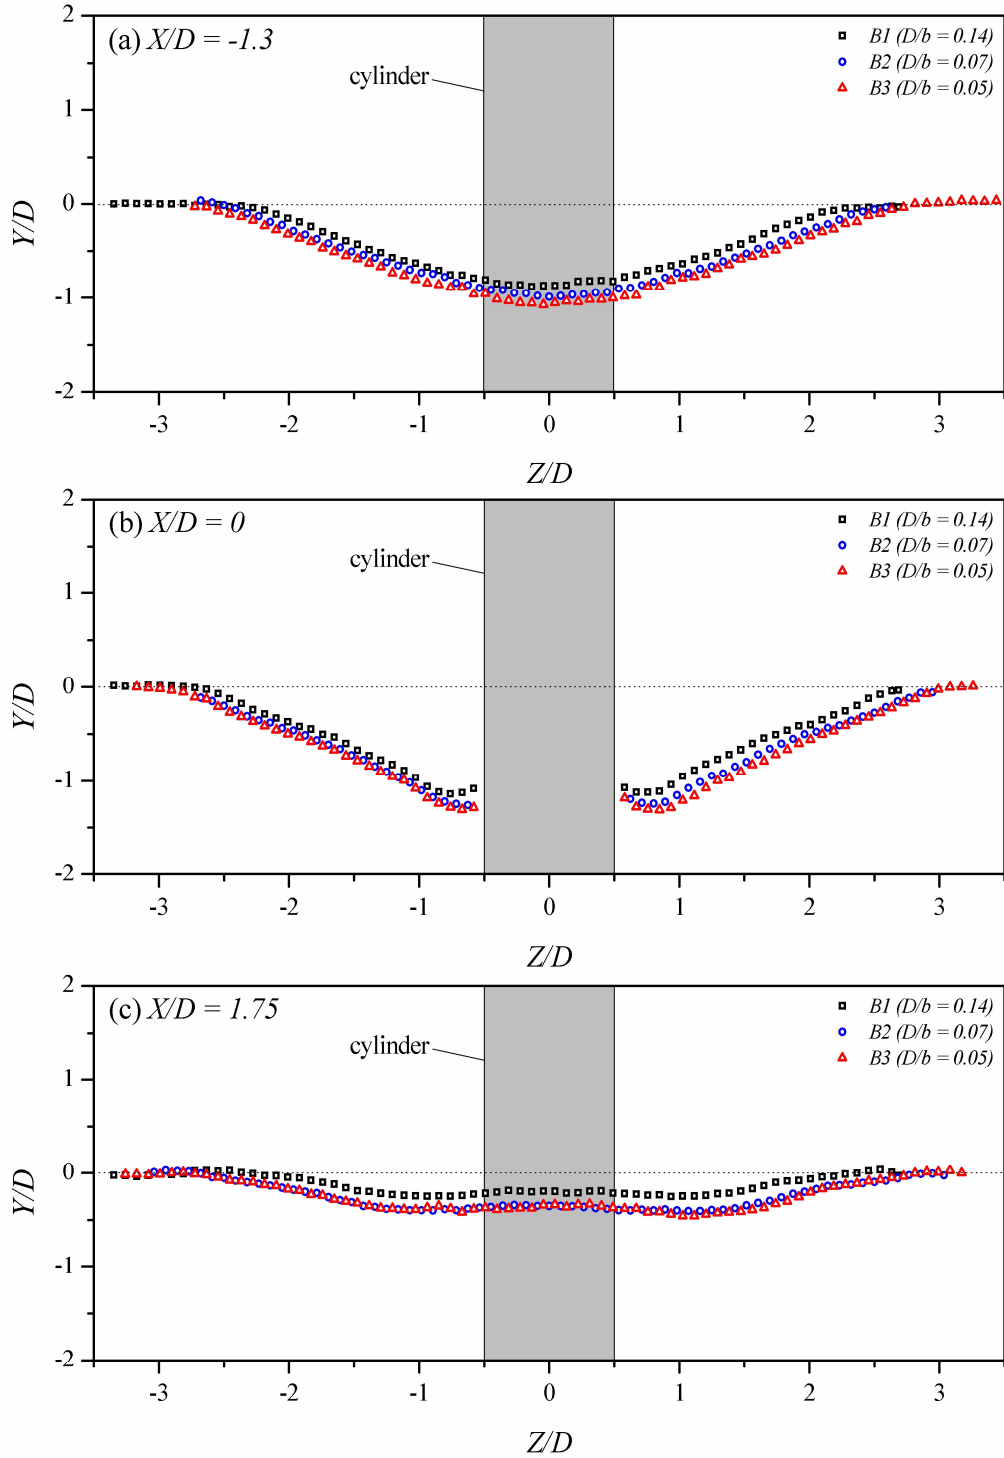 2
(a) X/D = -1.3
B1 (D/b = 0.14)
B2 (D/b = 0.07)
cylinder
B3 (D/b = 0.05)
1
Y/D
0
-1
-2
-3 -2 -1 0 1 2 3
Z/D
2
(b) X/D = 0
B1 (D/b = 0.14)
B2 (D/b = 0.07)
cylinder
B3 (D/b = 0.05)
1
Y/D
0
-1
-2
-3 -2 -1 0 1 2 3
Z/D
2
(c) X/D = 1.75
B1 (D/b = 0.14)
B2 (D/b = 0.07)
cylinder
B3 (D/b = 0.05)
1
Y/D
0
-1
-2
-3 -2 -1 0 1 2 3
Z/D